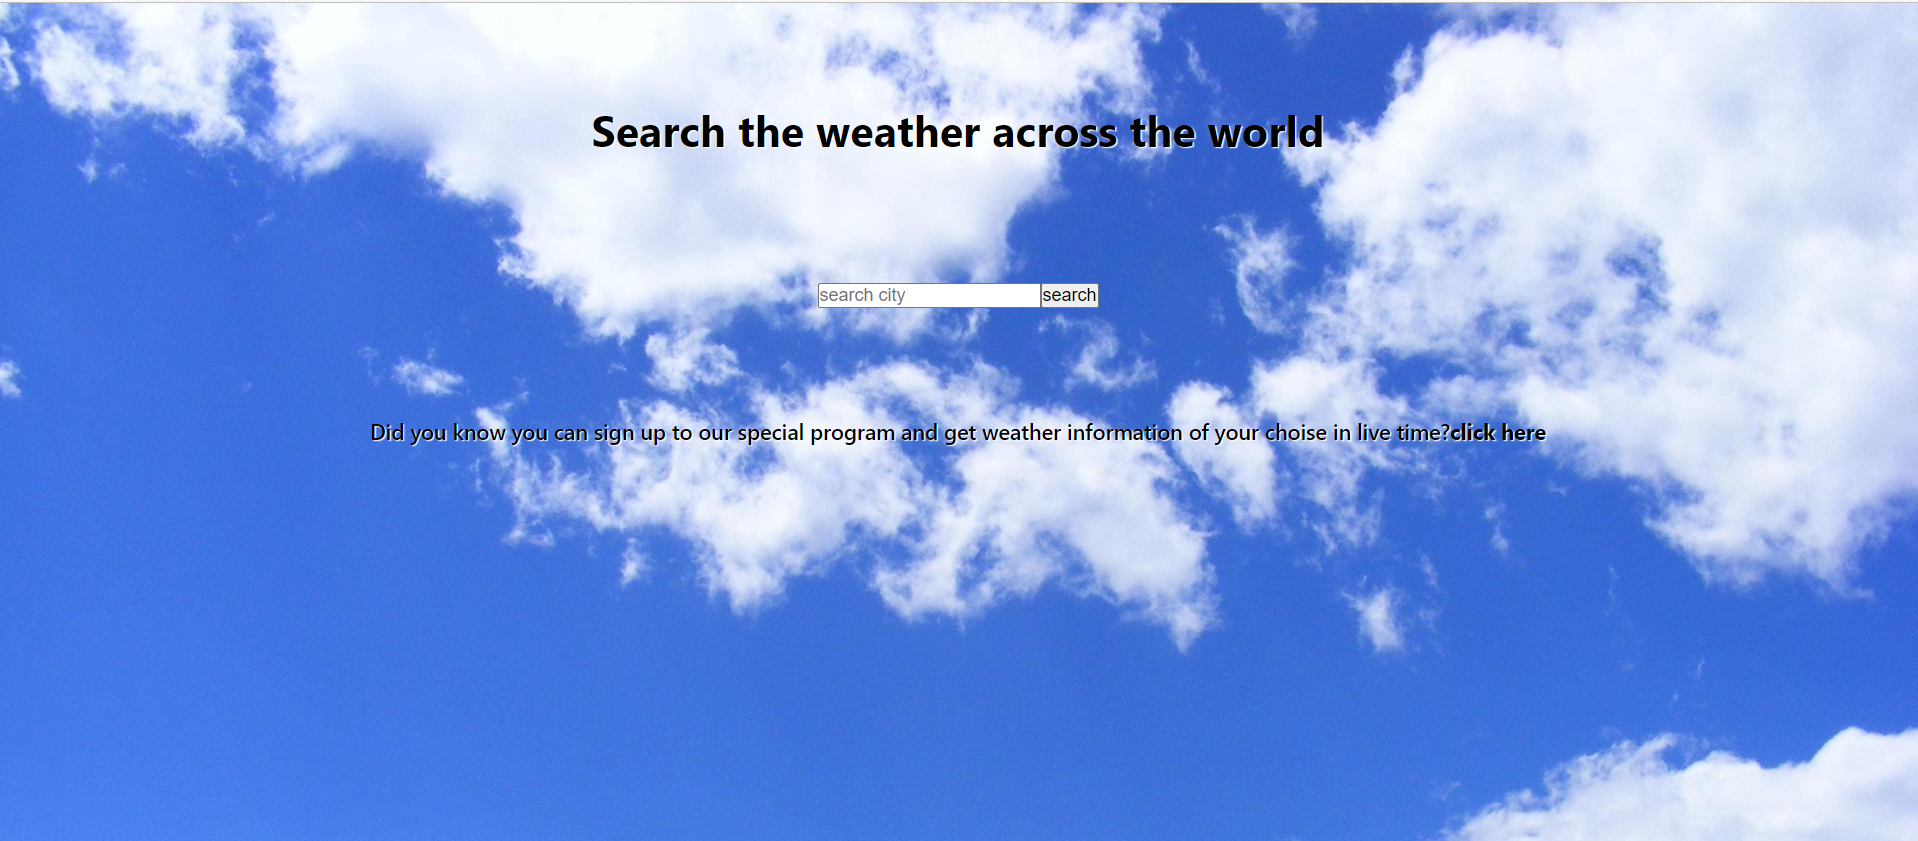 Search the weather across the world
search city search
Did you know you can sign up to our special program and get weather information of your choise in live time?click here